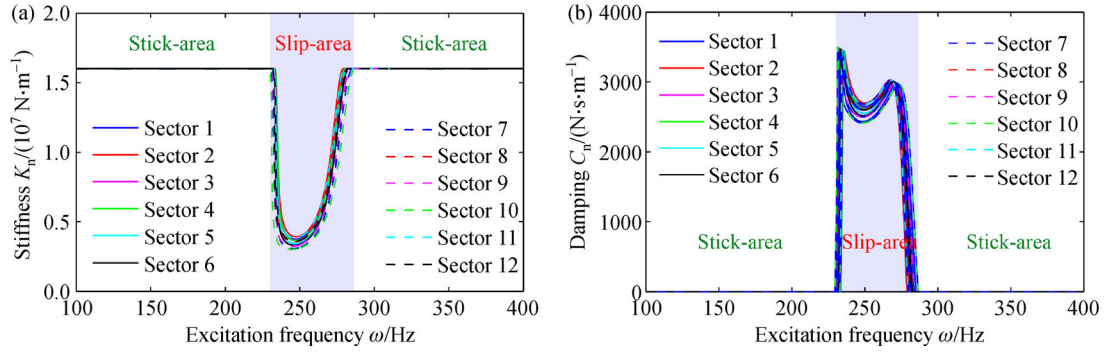 (a)
2.0
1.5
1.0
0.5
0
Stiffness Kₙ/(10⁷ N·m⁻¹)
Stick-area
Slip-area
Stick-area
Sector 1
Sector 2
Sector 3
Sector 4
Sector 5
Sector 6
Sector 7
Sector 8
Sector 9
Sector 10
Sector 11
Sector 12
100 150 200 250 300 350 400
Excitation frequency ω/Hz
(b)
4000
3000
2000
1000
0
Damping Cₙ/(N·s·m⁻¹)
Sector 1
Sector 2
Sector 3
Sector 4
Sector 5
Sector 6
Sector 7
Sector 8
Sector 9
Sector 10
Sector 11
Sector 12
Stick-area
Slip-area
Stick-area
100 150 200 250 300 350 400
Excitation frequency ω/Hz